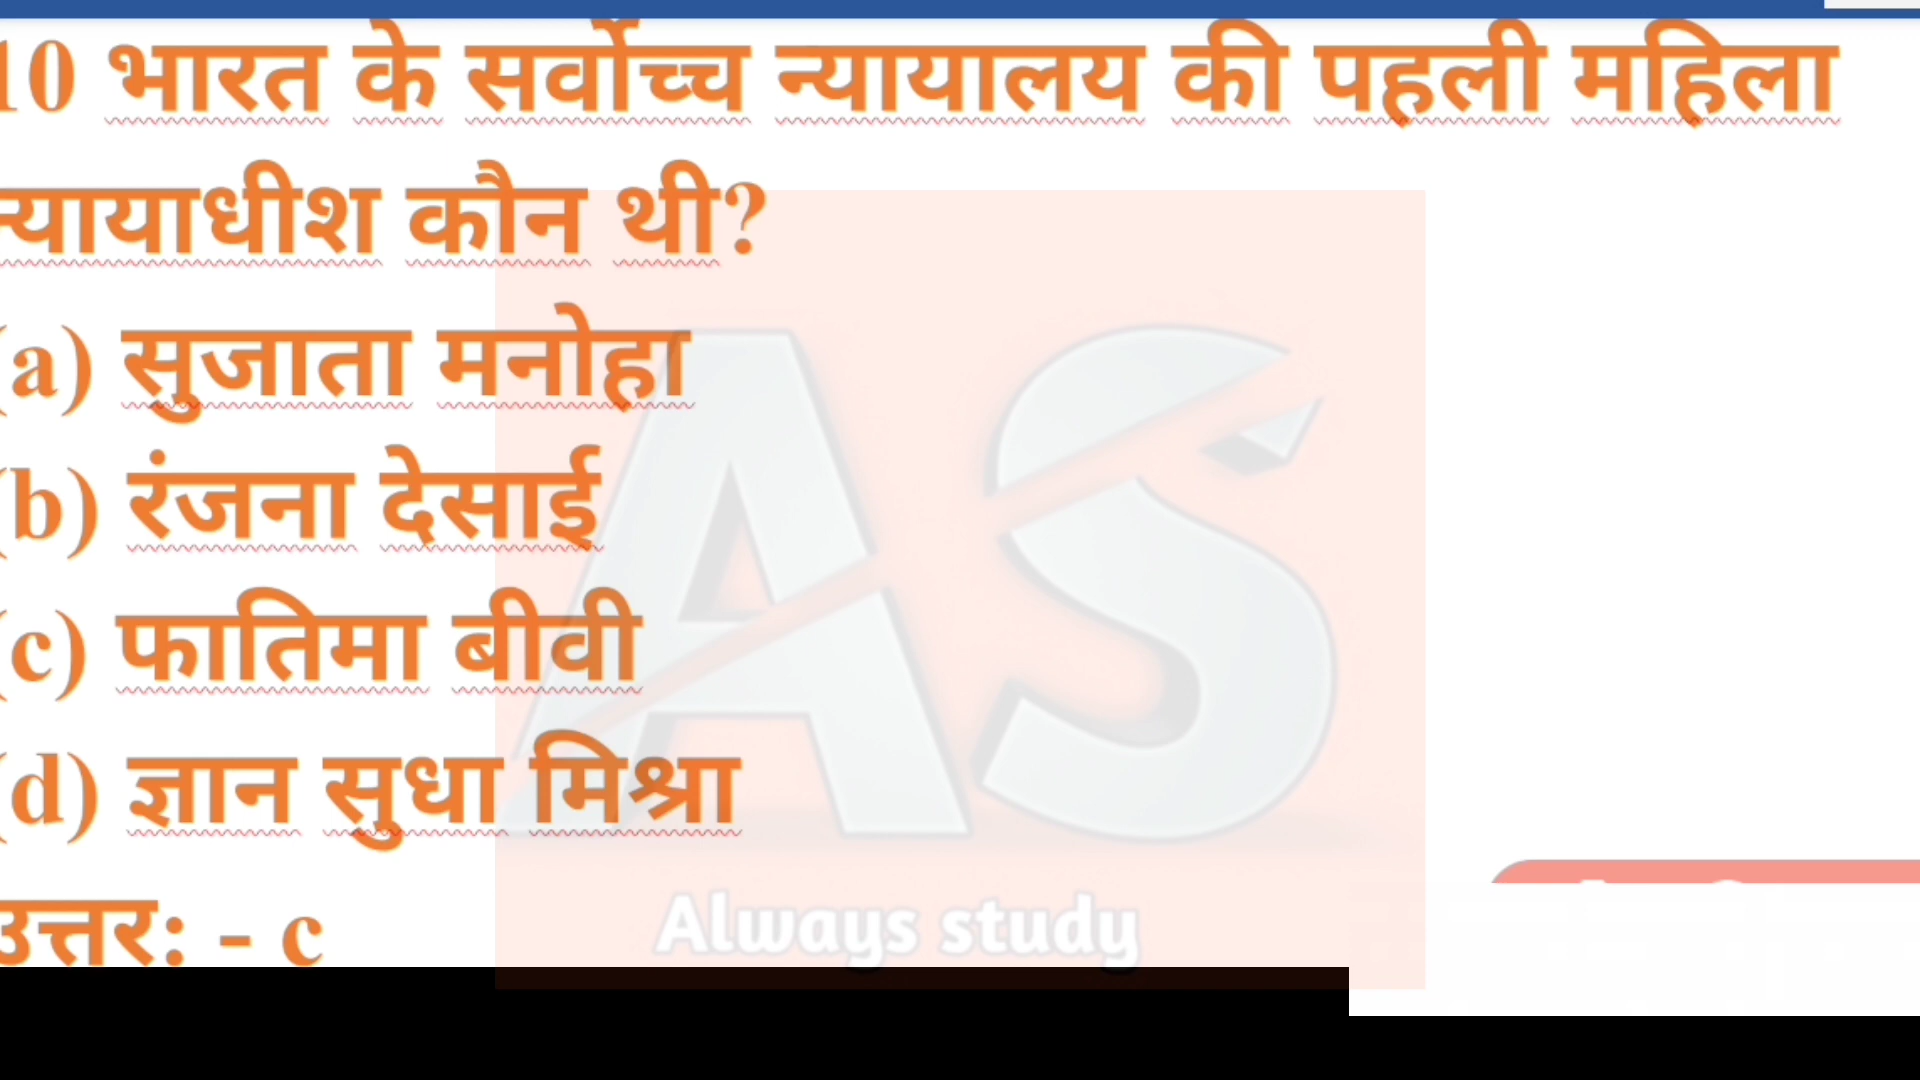 10 भारत के सर्वोच्च न्यायालय की पहली महिला
न्यायाधीश कौन थी?
(a) सुजाता मनोहा
(b) रंजना देसाई
(c) फातिमा बीवी
(d) ज्ञान सुधा मिश्रा
उत्तर: - c
AS
Always study